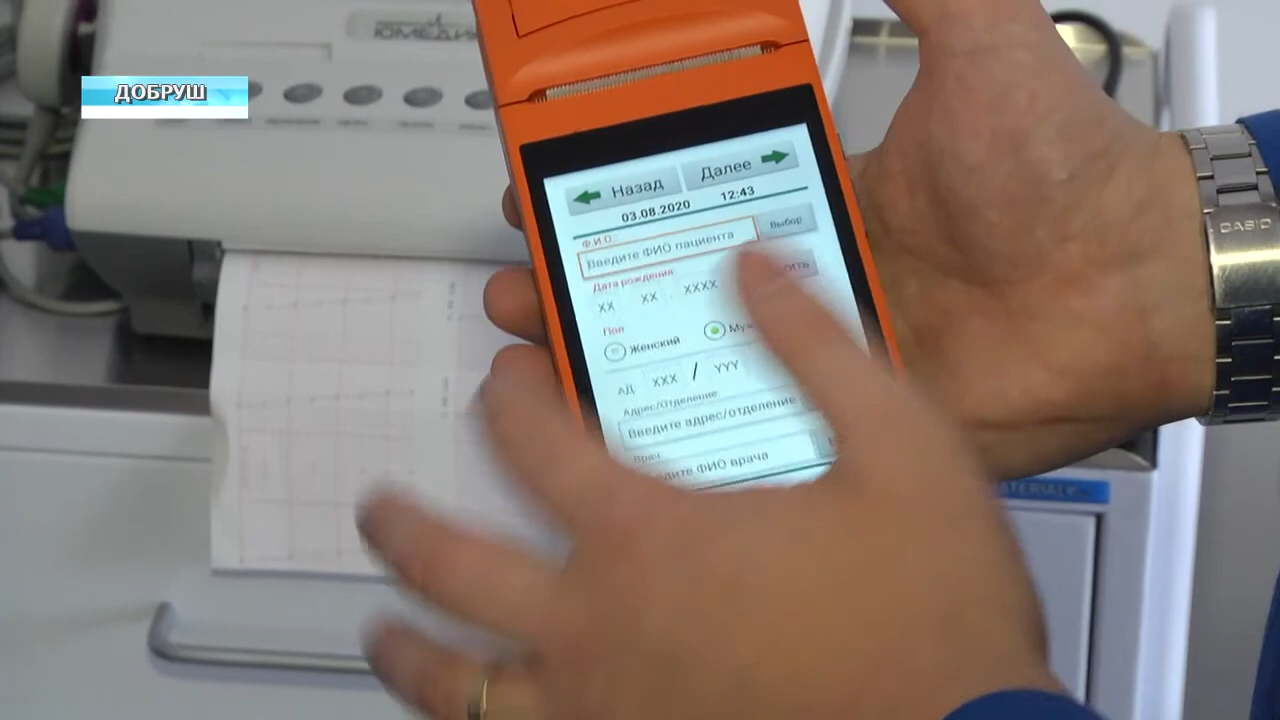 ДОБРУШ
Назад
Далее
03.08.2020 12:43
Ф.И.О.
Введите ФИО пациента
Выбор
Дата рождения
XX XX XXXX
Пол
Женский
АД XXX / YYY
Адрес/Отделение
Введите адрес/отделение
Врач
ФИО врача
CASIO